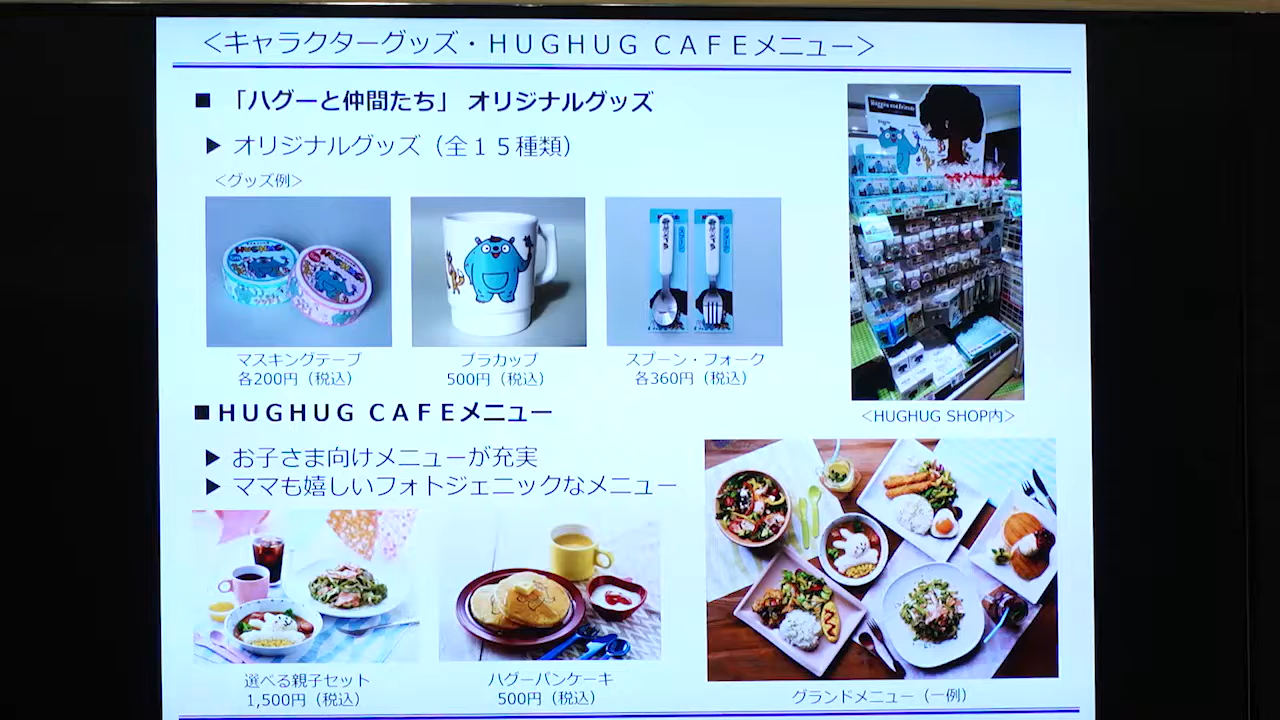 ＜キャラクターグッズ・ＨＵＧＨＵＧ ＣＡＦＥメニュー＞
■ 「ハグーと仲間たち」 オリジナルグッズ
▶ オリジナルグッズ（全１５種類）
＜グッズ例＞
Huggoo and Friends
マスキングテープ
各200円（税込）
プラカップ
500円（税込）
スプーン・フォーク
各360円（税込）
＜HUGHUG SHOP内＞
■ＨＵＧＨＵＧ ＣＡＦＥメニュー
▶ お子さま向けメニューが充実
▶ ママも嬉しいフォトジェニックなメニュー
選べる親子セット
1,500円（税込）
ハグーパンケーキ
500円（税込）
グランドメニュー（一例）